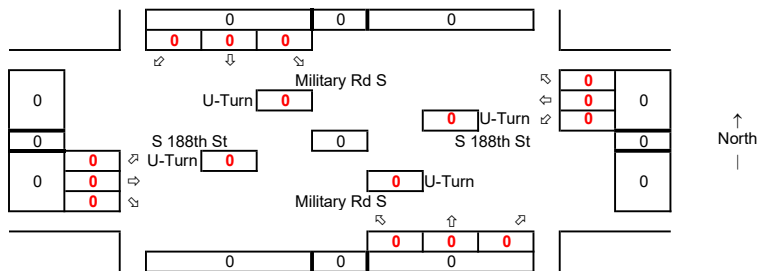 0 0 0
0 0 0
⬃ ⇩ ⬂
Military Rd S
0 0 ⬁ 0 0
U-Turn 0 ⇦ 0
0 U-Turn ⬃ 0
0 S 188th St 0 S 188th St 0
0 ⬀ U-Turn 0
0 0 ⇨ 0 U-Turn 0
0 ⬂ Military Rd S
⬁ ⇧ ⬀
0 0 0
0 0 0
↑
North
|